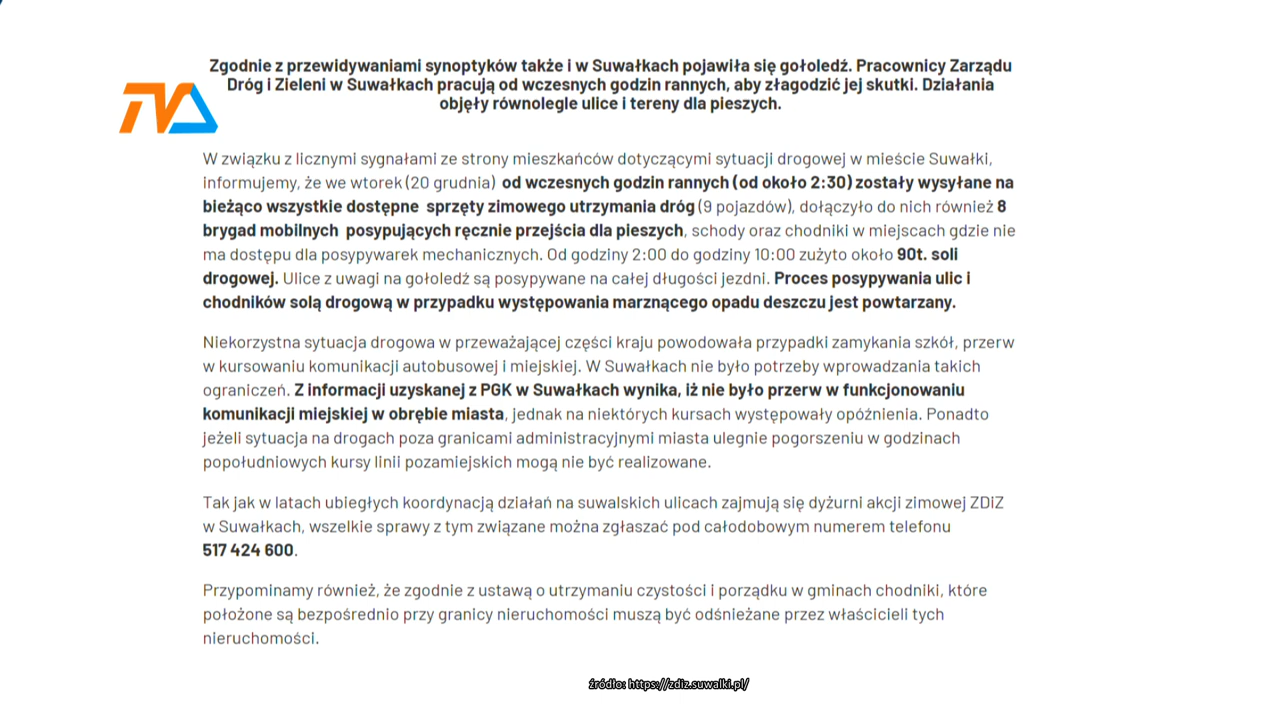 Zgodnie z przewidywaniami synoptyków także i w Suwałkach pojawiła się gołoledź. Pracownicy Zarządu
Dróg i Zieleni w Suwałkach pracują od wczesnych godzin rannych, aby złagodzić jej skutki. Działania
objęły równolegle ulice i tereny dla pieszych.
TVA
W związku z licznymi sygnałami ze strony mieszkańców dotyczącymi sytuacji drogowej w mieście Suwałki,
informujemy, że we wtorek (20 grudnia) od wczesnych godzin rannych (od około 2:30) zostały wysyłane na
bieżąco wszystkie dostępne sprzęty zimowego utrzymania dróg (9 pojazdów), dołączyło do nich również 8
brygad mobilnych posypujących ręcznie przejścia dla pieszych, schody oraz chodniki w miejscach gdzie nie
ma dostępu dla posypywarek mechanicznych. Od godziny 2:00 do godziny 10:00 zużyto około 90t. soli
drogowej. Ulice z uwagi na gołoledź są posypywane na całej długości jezdni. Proces posypywania ulic i
chodników solą drogową w przypadku występowania marznącego opadu deszczu jest powtarzany.
Niekorzystna sytuacja drogowa w przeważającej części kraju powodowała przypadki zamykania szkół, przerw
w kursowaniu komunikacji autobusowej i miejskiej. W Suwałkach nie było potrzeby wprowadzania takich
ograniczeń. Z informacji uzyskanej z PGK w Suwałkach wynika, iż nie było przerw w funkcjonowaniu
komunikacji miejskiej w obrębie miasta, jednak na niektórych kursach występowały opóźnienia. Ponadto
jeżeli sytuacja na drogach poza granicami administracyjnymi miasta ulegnie pogorszeniu w godzinach
popołudniowych kursy linii pozamiejskich mogą nie być realizowane.
Tak jak w latach ubiegłych koordynacją działań na suwalskich ulicach zajmują się dyżurni akcji zimowej ZDiZ
w Suwałkach, wszelkie sprawy z tym związane można zgłaszać pod całodobowym numerem telefonu
517 424 600.
Przypominamy również, że zgodnie z ustawą o utrzymaniu czystości i porządku w gminach chodniki, które
położone są bezpośrednio przy granicy nieruchomości muszą być odśnieżane przez właścicieli tych
nieruchomości.
źródło: https://zdiz.suwalki.pl/